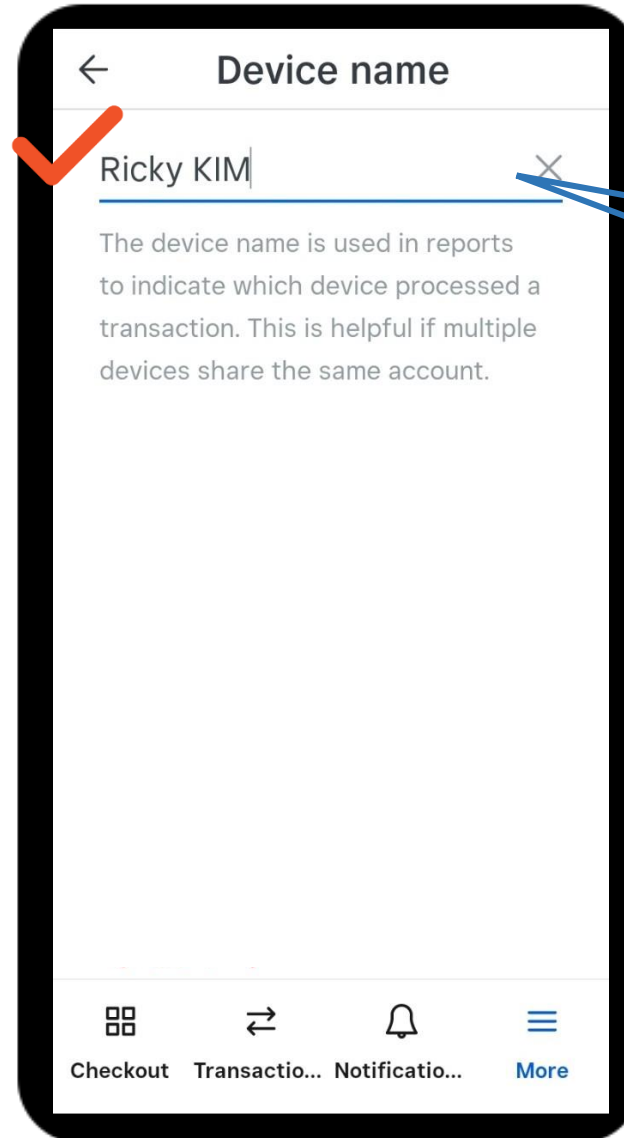 Device name
Ricky KIM
The device name is used in reports
to indicate which device processed a
transaction. This is helpful if multiple
devices share the same account.
Checkout Transactio... Notificatio... More